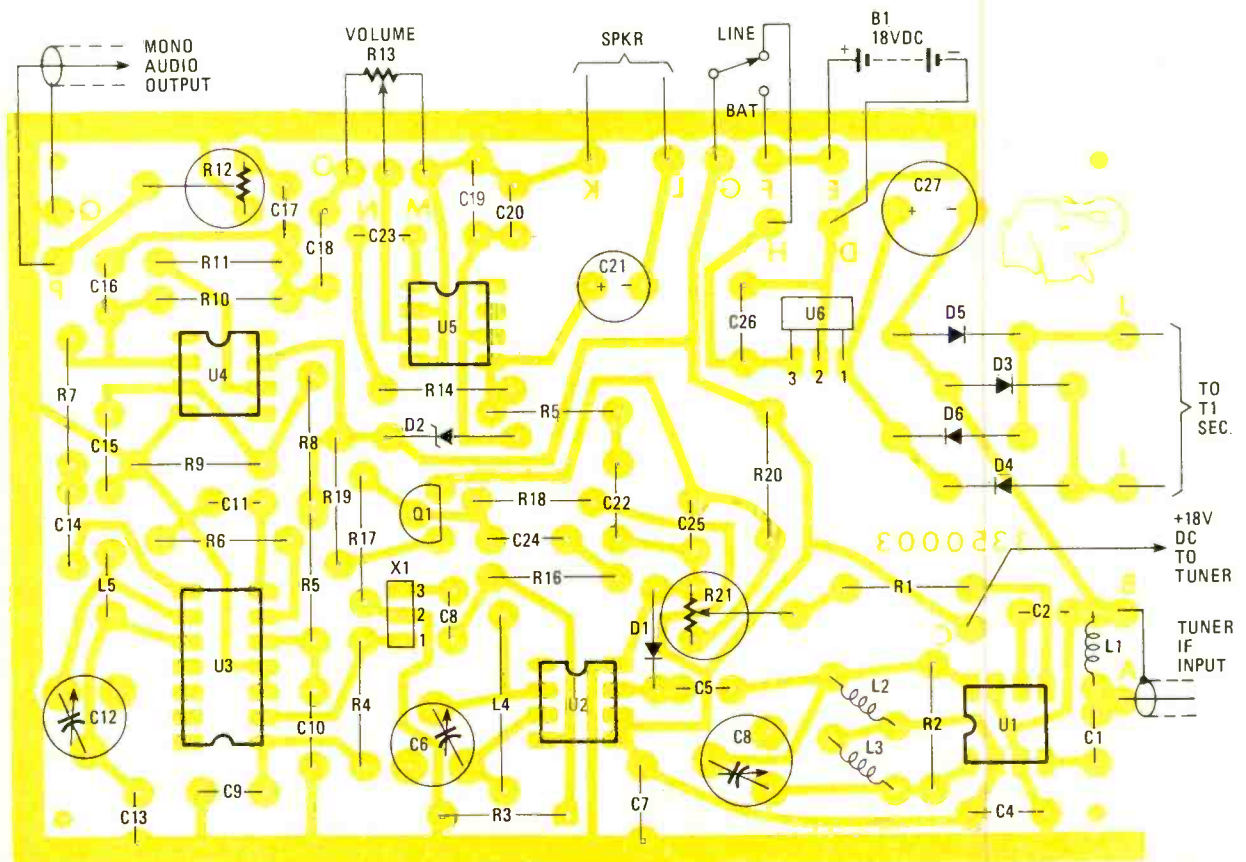 MONO
AUDIO
OUTPUT
VOLUME
R13
SPKR
LINE
BAT
B1
18VDC
+
−
R12
C17
O
N
M
C19
C20
K
L
G
F
E
C27
+ −
Q
C18
C23
H
D
P
C16
R11
R10
U5
C21
+ −
C26
U6
3 2 1
D5
J
R7
U4
R14
D3
TO
T1
SEC.
C15
R8
D2
R5
D6
R9
R19
R20
D4
I
C14
C11
R17
Q1
R18
C22
C25
+18V
DC
TO
TUNER
R6
C24
350003
L5
R5
X1
3
2
1
C8
R16
R21
R1
B
C2
C
L1
TUNER
IF
INPUT
U3
D1
A
C12
C10
R4
C6
L4
U2
C5
C8
L2
L3
R2
U1
C1
C13
C9
R3
C7
C4